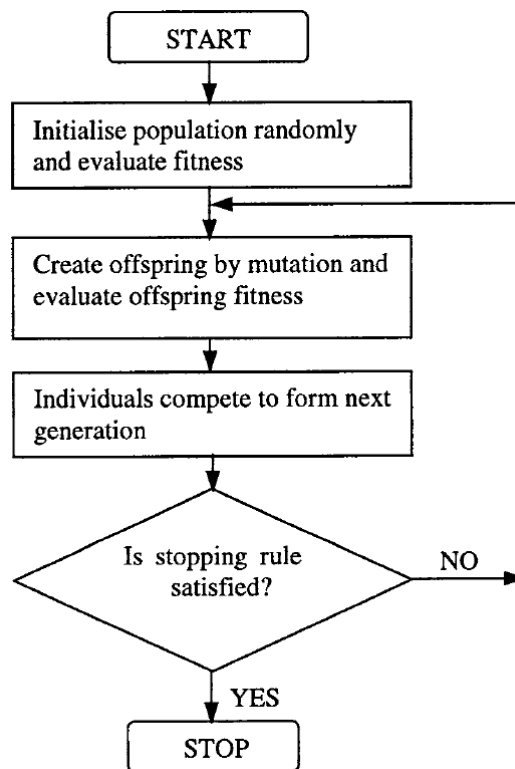 START
Initialise population randomly
and evaluate fitness
Create offspring by mutation and
evaluate offspring fitness
Individuals compete to form next
generation
Is stopping rule
satisfied?
NO
YES
STOP